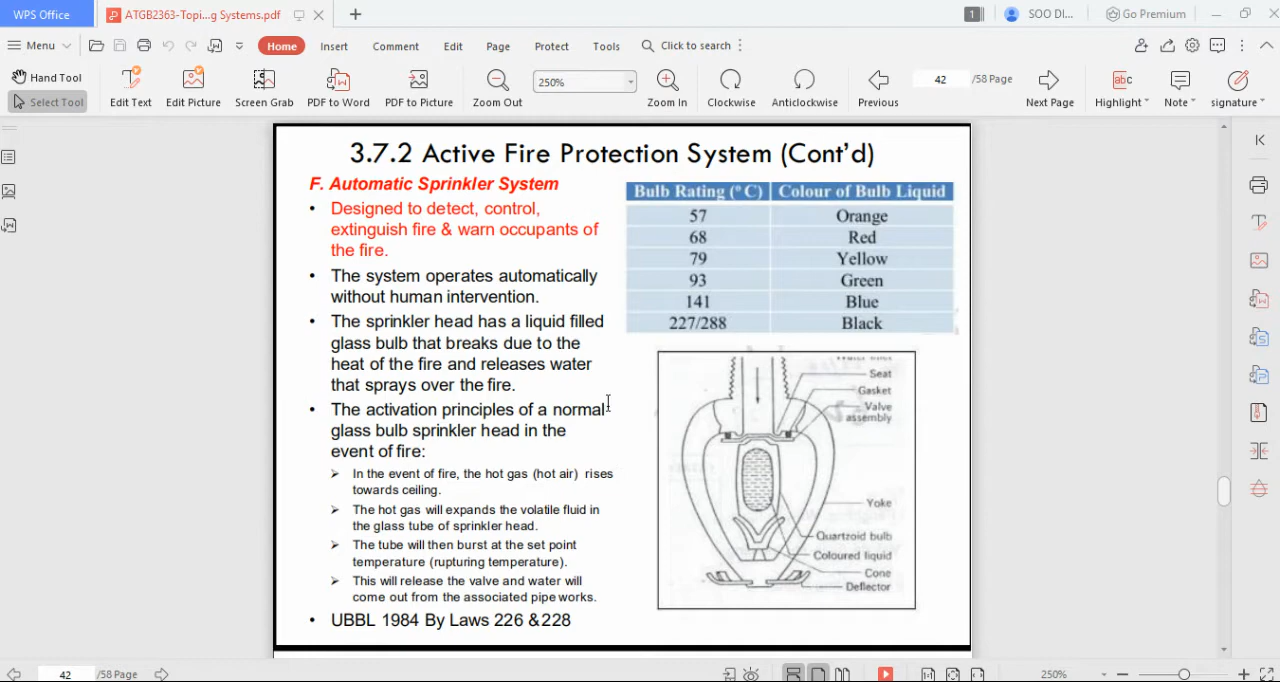 WPS Office
ATGB2363-Topi...g Systems.pdf
1
SOO DI...
Go Premium
Menu
Home
Insert
Comment
Edit
Page
Protect
Tools
Click to search
Hand Tool
Select Tool
Edit Text
Edit Picture
Screen Grab
PDF to Word
PDF to Picture
Zoom Out
250%
Zoom In
Clockwise
Anticlockwise
Previous
42
/58 Page
Next Page
abc
Highlight
Note
signature
3.7.2 Active Fire Protection System (Cont’d)
F. Automatic Sprinkler System
• Designed to detect, control,
extinguish fire & warn occupants of
the fire.
• The system operates automatically
without human intervention.
• The sprinkler head has a liquid filled
glass bulb that breaks due to the
heat of the fire and releases water
that sprays over the fire.
• The activation principles of a normal
glass bulb sprinkler head in the
event of fire:
➢ In the event of fire, the hot gas (hot air) rises
towards ceiling.
➢ The hot gas will expands the volatile fluid in
the glass tube of sprinkler head.
➢ The tube will then burst at the set point
temperature (rupturing temperature).
➢ This will release the valve and water will
come out from the associated pipe works.
• UBBL 1984 By Laws 226 &228
Bulb Rating (°C) Colour of Bulb Liquid
57 Orange
68 Red
79 Yellow
93 Green
141 Blue
227/288 Black
Seat
Gasket
Valve
assembly
Yoke
Quartzoid bulb
Coloured liquid
Cone
Deflector
42
/58 Page
250%